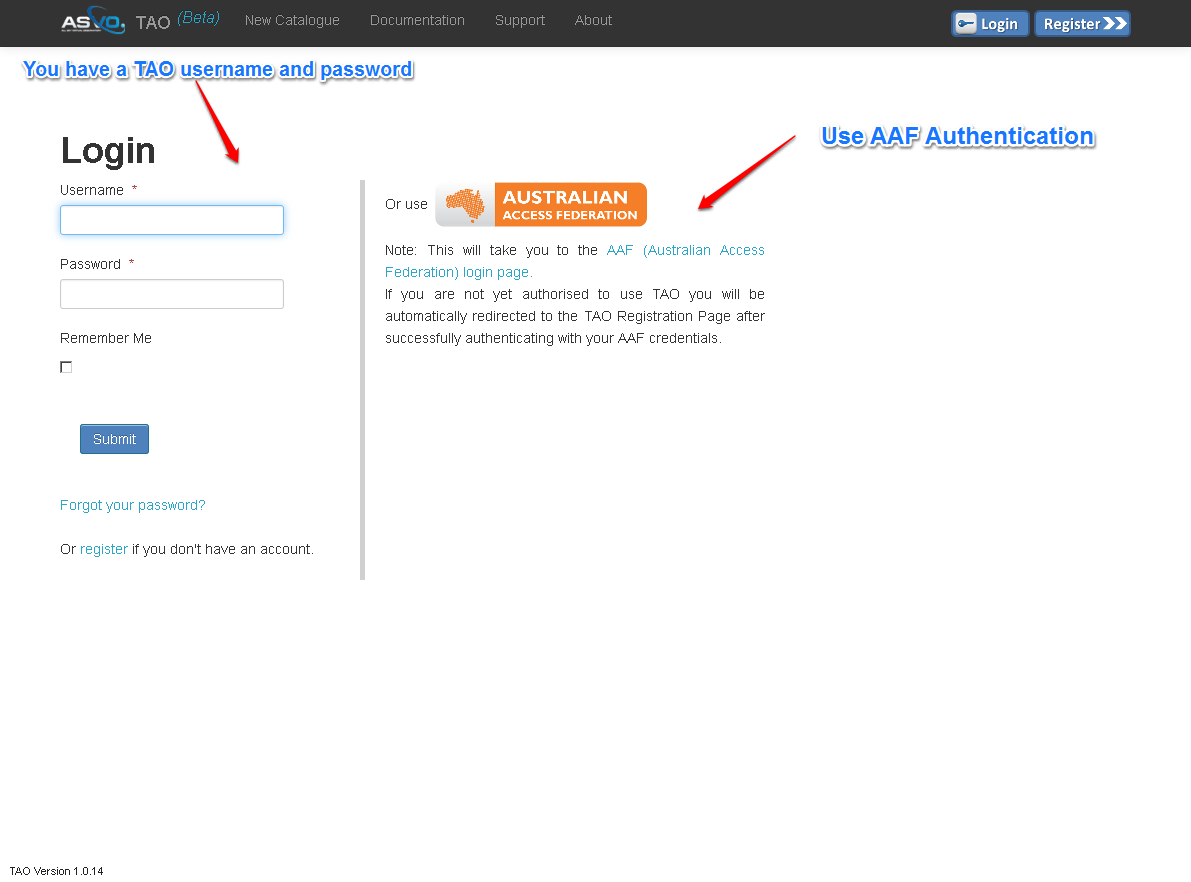 ASVO TAO (Beta) New Catalogue Documentation Support About Login Register
You have a TAO username and password
Use AAF Authentication
Login
Username *
Password *
Remember Me
Submit
Forgot your password?
Or register if you don't have an account.
Or use AUSTRALIAN
ACCESS FEDERATION
Note: This will take you to the AAF (Australian Access
Federation) login page.
If you are not yet authorised to use TAO you will be
automatically redirected to the TAO Registration Page after
successfully authenticating with your AAF credentials.
TAO Version 1.0.14